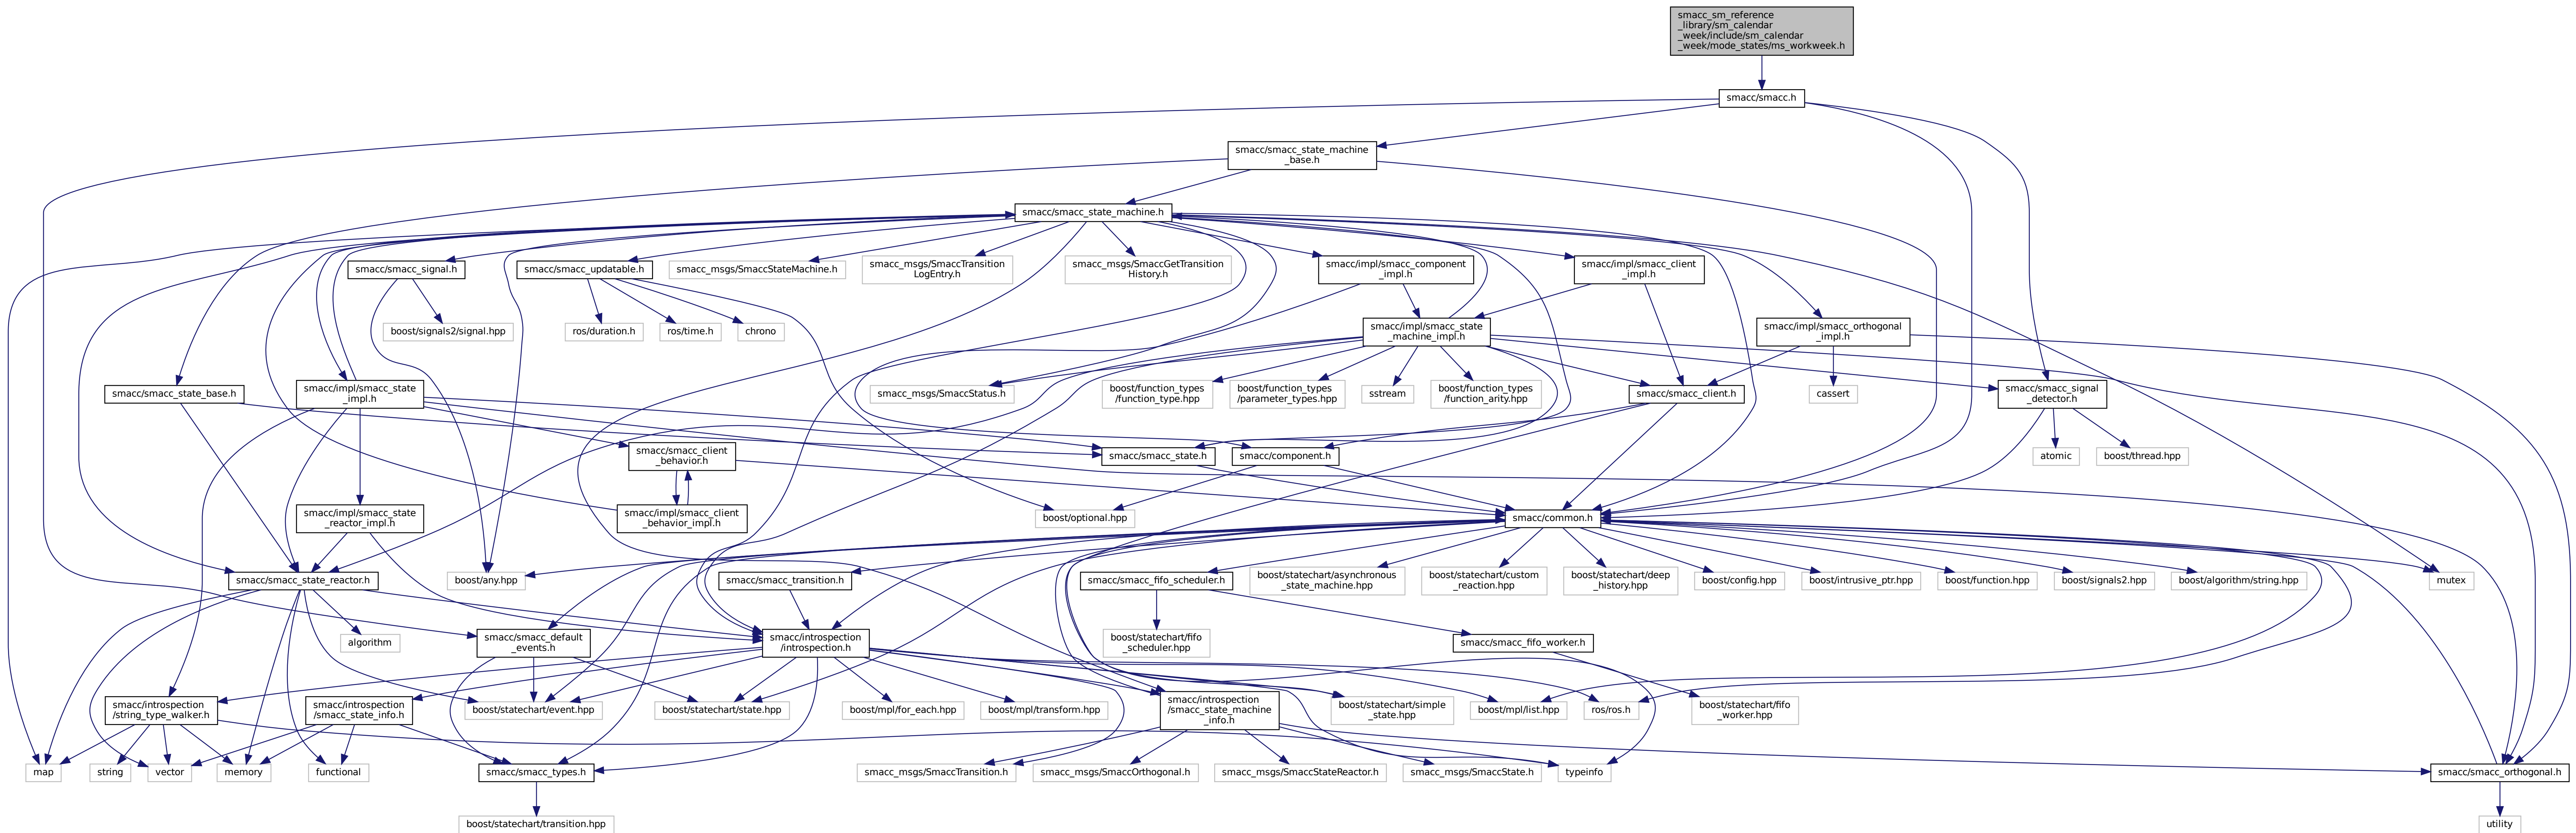 smacc_sm_reference
_library/sm_calendar
_week/include/sm_calendar
_week/mode_states/ms_workweek.h
smacc/smacc.h
smacc/smacc_state_machine
_base.h
smacc/smacc_state_machine.h
smacc/smacc_signal.h
smacc/smacc_updatable.h
smacc_msgs/SmaccStateMachine.h
smacc_msgs/SmaccTransition
LogEntry.h
smacc_msgs/SmaccGetTransition
History.h
smacc/impl/smacc_component
_impl.h
smacc/impl/smacc_client
_impl.h
boost/signals2/signal.hpp
ros/duration.h
ros/time.h
chrono
smacc/impl/smacc_state
_machine_impl.h
smacc/impl/smacc_orthogonal
_impl.h
smacc/smacc_state_base.h
smacc/impl/smacc_state
_impl.h
smacc_msgs/SmaccStatus.h
boost/function_types
/function_type.hpp
boost/function_types
/parameter_types.hpp
sstream
boost/function_types
/function_arity.hpp
smacc/smacc_client.h
cassert
smacc/smacc_signal
_detector.h
smacc/smacc_client
_behavior.h
smacc/smacc_state.h
smacc/component.h
atomic
boost/thread.hpp
smacc/impl/smacc_state
_reactor_impl.h
smacc/impl/smacc_client
_behavior_impl.h
boost/optional.hpp
smacc/common.h
smacc/smacc_state_reactor.h
boost/any.hpp
smacc/smacc_transition.h
smacc/smacc_fifo_scheduler.h
boost/statechart/asynchronous
_state_machine.hpp
boost/statechart/custom
_reaction.hpp
boost/statechart/deep
_history.hpp
boost/config.hpp
boost/intrusive_ptr.hpp
boost/function.hpp
boost/signals2.hpp
boost/algorithm/string.hpp
mutex
algorithm
smacc/smacc_default
_events.h
smacc/introspection
/introspection.h
boost/statechart/fifo
_scheduler.hpp
smacc/smacc_fifo_worker.h
smacc/introspection
/string_type_walker.h
smacc/introspection
/smacc_state_info.h
boost/statechart/event.hpp
boost/statechart/state.hpp
boost/mpl/for_each.hpp
boost/mpl/transform.hpp
smacc/introspection
/smacc_state_machine
_info.h
boost/statechart/simple
_state.hpp
boost/mpl/list.hpp
ros/ros.h
boost/statechart/fifo
_worker.hpp
map
string
vector
memory
functional
smacc/smacc_types.h
smacc_msgs/SmaccTransition.h
smacc_msgs/SmaccOrthogonal.h
smacc_msgs/SmaccStateReactor.h
smacc_msgs/SmaccState.h
typeinfo
smacc/smacc_orthogonal.h
boost/statechart/transition.hpp
utility